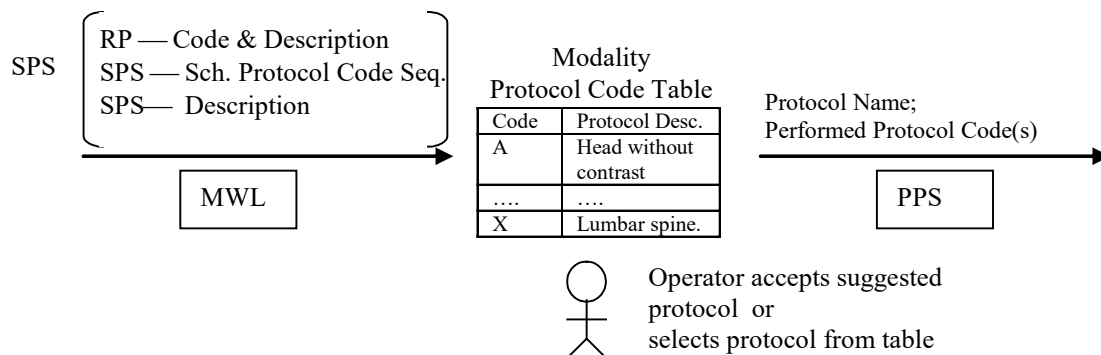 SPS
RP — Code & Description
SPS — Sch. Protocol Code Seq.
SPS— Description
MWL
Modality
Protocol Code Table
Code Protocol Desc.
A Head without
contrast
…. ….
X Lumbar spine.
Protocol Name;
Performed Protocol Code(s)
PPS
Operator accepts suggested
protocol or
selects protocol from table